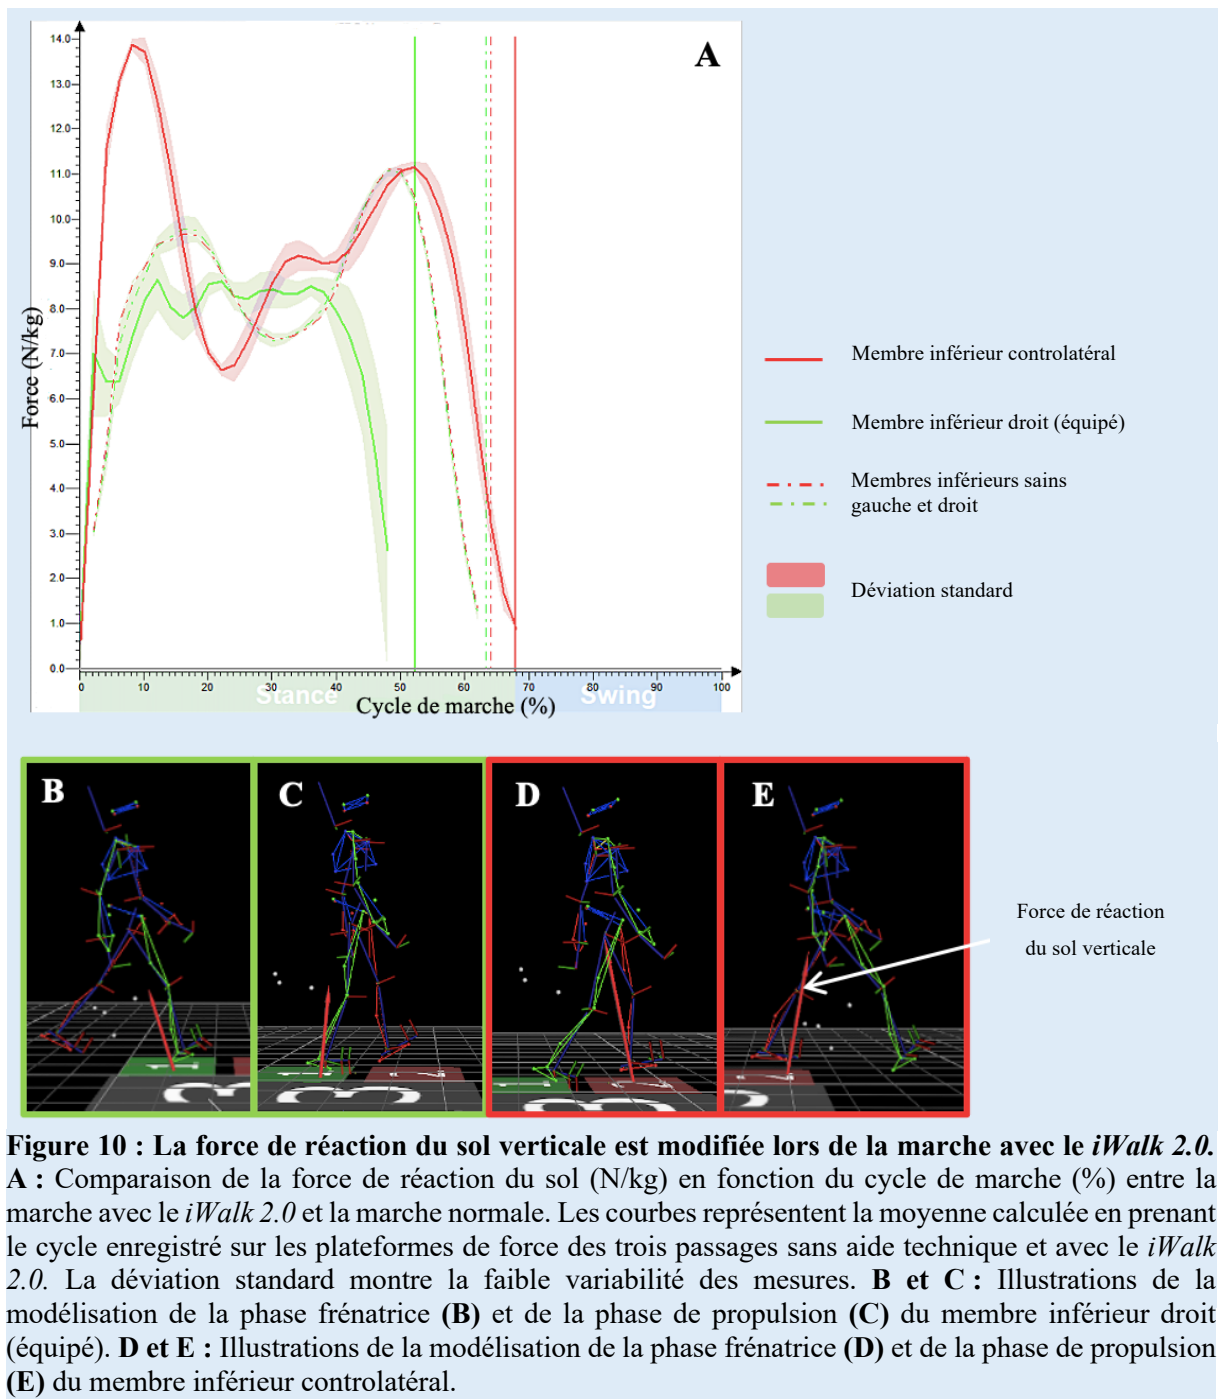 A
14.0
13.0
12.0
11.0
10.0
9.0
8.0
7.0
6.0
5.0
4.0
3.0
2.0
1.0
0.0
Force (N/kg)
0 10 20 30 40 50 60 70 80 90 100
Stance Swing
Cycle de marche (%)
Membre inférieur controlatéral
Membre inférieur droit (équipé)
Membres inférieurs sains
gauche et droit
Déviation standard
B
C
D
E
Force de réaction
du sol verticale
Figure 10 : La force de réaction du sol verticale est modifiée lors de la marche avec le iWalk 2.0.
A : Comparaison de la force de réaction du sol (N/kg) en fonction du cycle de marche (%) entre la
marche avec le iWalk 2.0 et la marche normale. Les courbes représentent la moyenne calculée en prenant
le cycle enregistré sur les plateformes de force des trois passages sans aide technique et avec le iWalk
2.0. La déviation standard montre la faible variabilité des mesures. B et C : Illustrations de la
modélisation de la phase frénatrice (B) et de la phase de propulsion (C) du membre inférieur droit
(équipé). D et E : Illustrations de la modélisation de la phase frénatrice (D) et de la phase de propulsion
(E) du membre inférieur controlatéral.